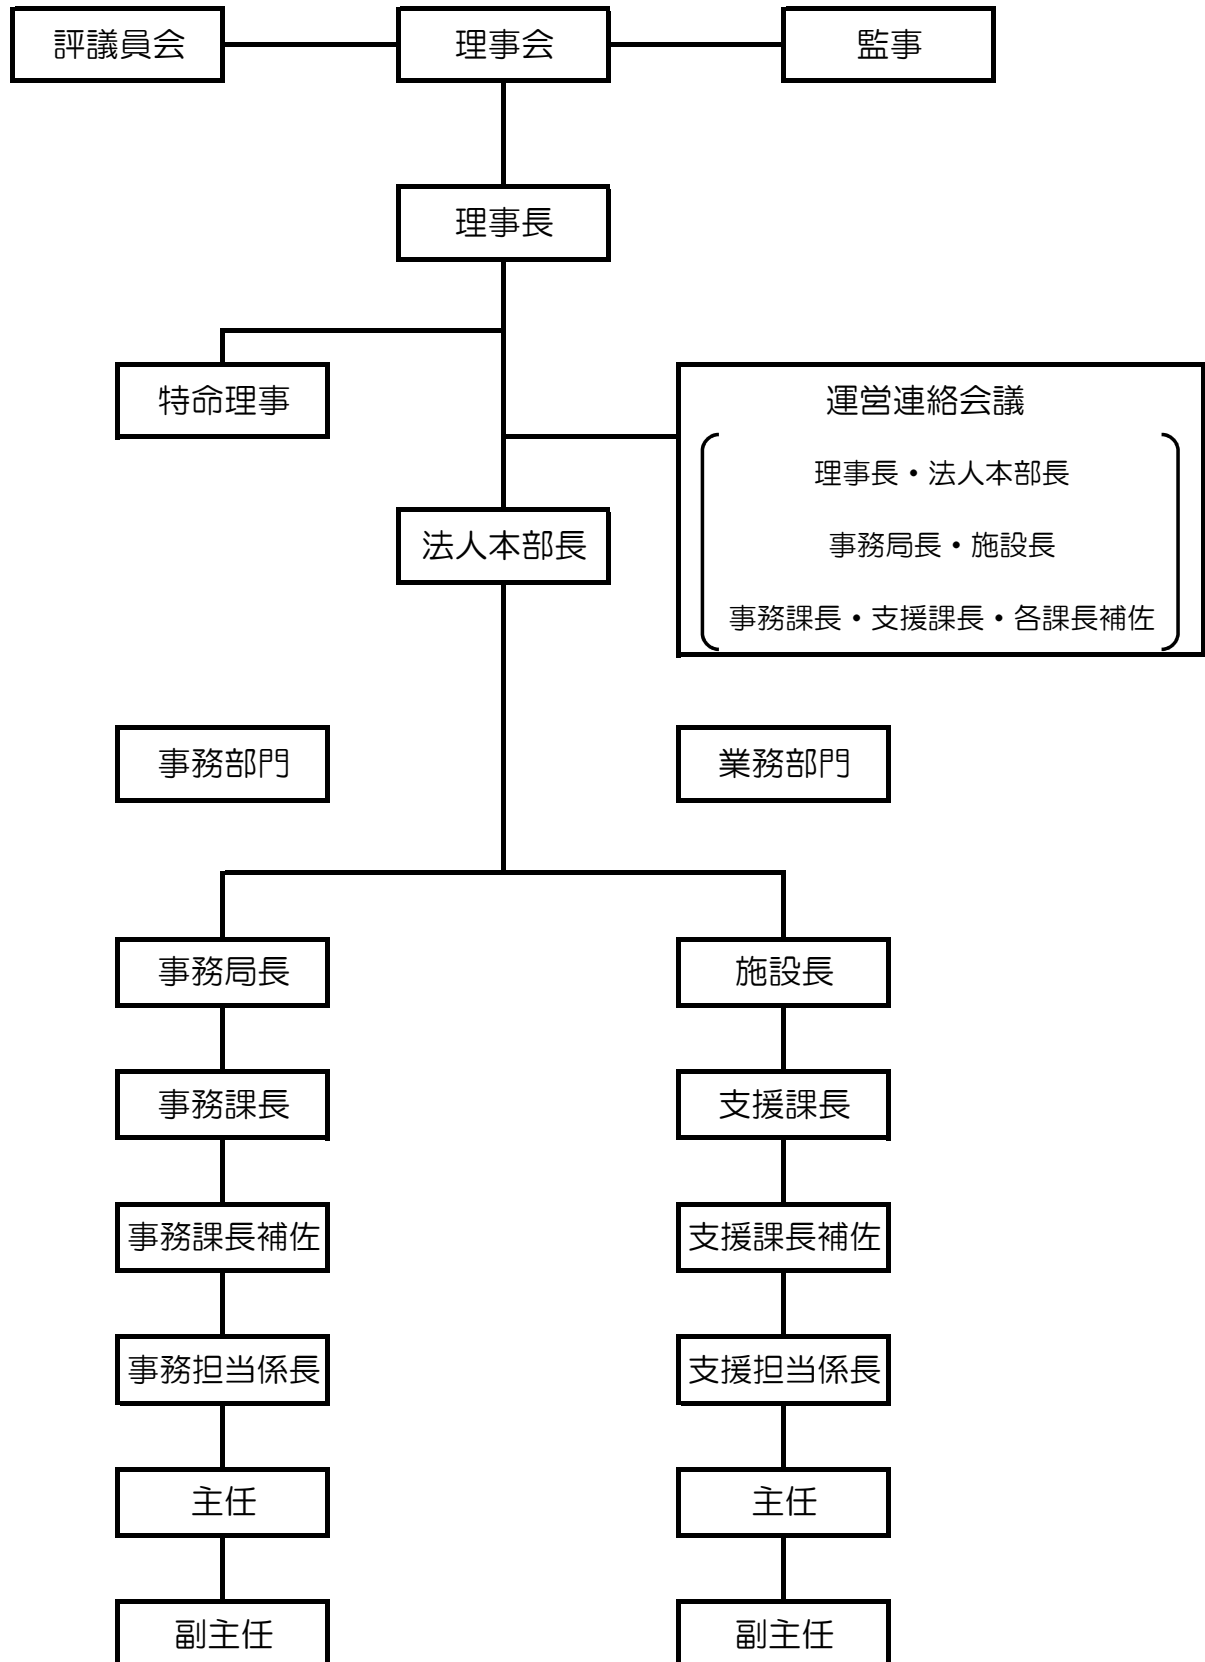 評議員会
理事会
監事
理事長
特命理事
運営連絡会議
理事長・法人本部長
事務局長・施設長
事務課長・支援課長・各課長補佐
法人本部長
事務部門
業務部門
事務局長
施設長
事務課長
支援課長
事務課長補佐
支援課長補佐
事務担当係長
支援担当係長
主任
主任
副主任
副主任